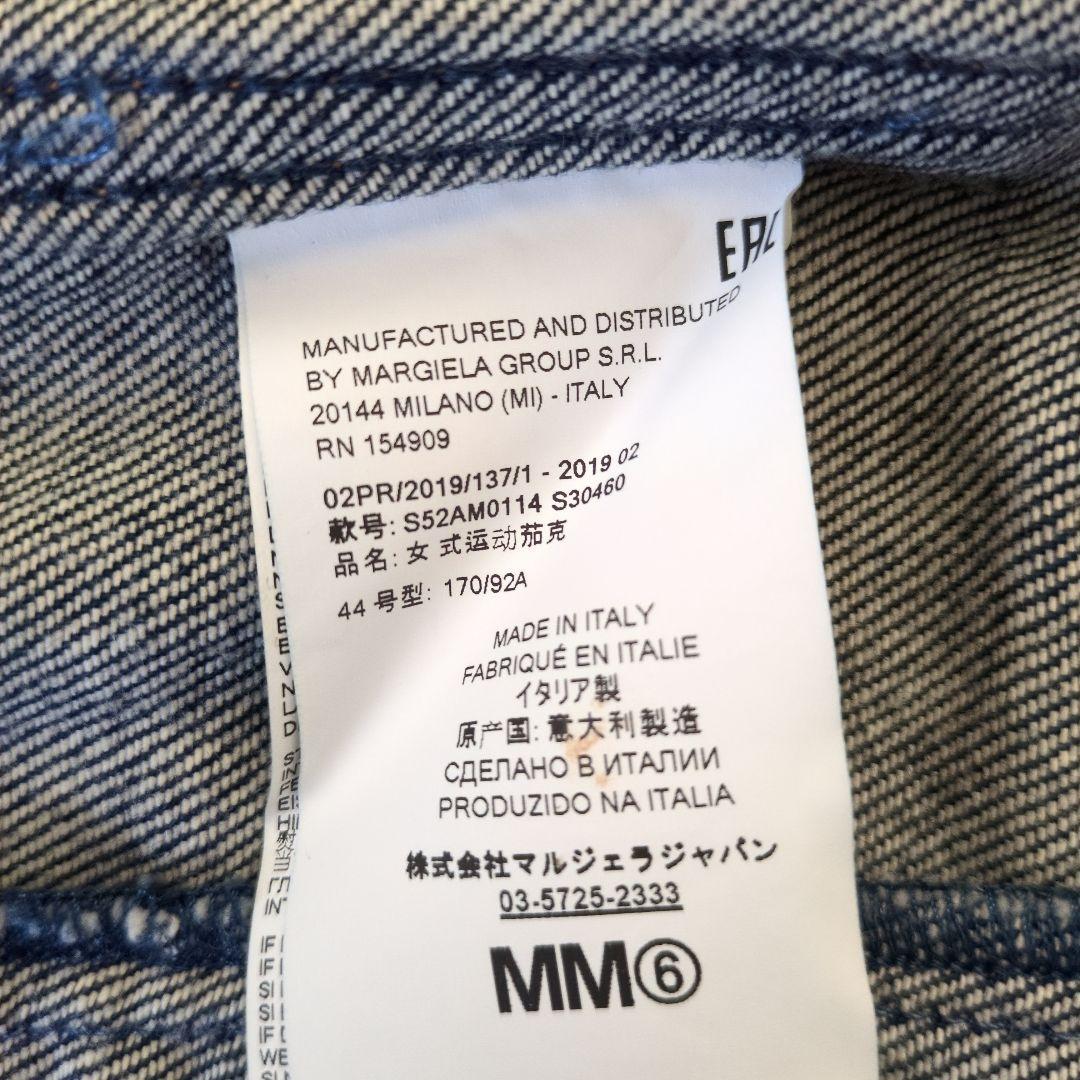 EAC
MANUFACTURED AND DISTRIBUTED
BY MARGIELA GROUP S.R.L.
20144 MILANO (MI) - ITALY
RN 154909
02PR/2019/137/1 - 2019 02
款号: S52AM0114 S30460
品名: 女 式运动茄克
44 号型: 170/92A
MADE IN ITALY
FABRIQUÉ EN ITALIE
イタリア製
原产国: 意大利製造
СДЕЛАНО В ИТАЛИИ
PRODUZIDO NA ITALIA
株式会社マルジェラジャパン
03-5725-2333
MM⑥